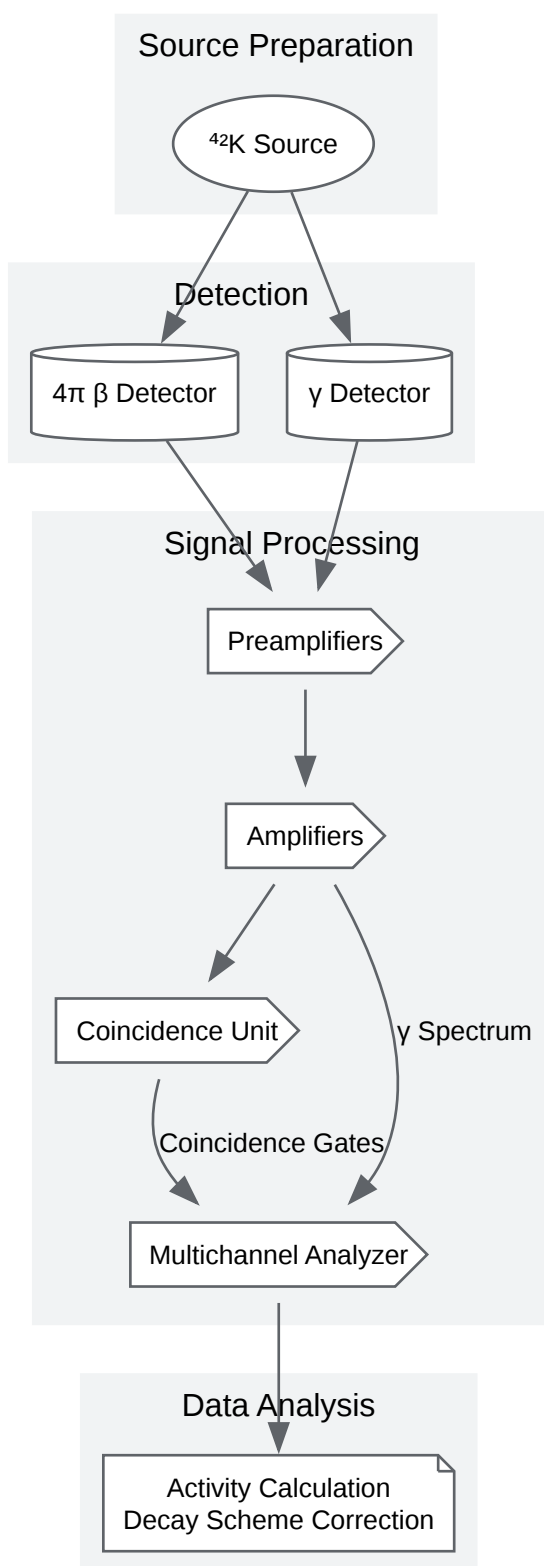 Source Preparation
⁴²K Source
Detection
4π β Detector
γ Detector
Signal Processing
Preamplifiers
Amplifiers
Coincidence Unit
γ Spectrum
Coincidence Gates
Multichannel Analyzer
Data Analysis
Activity Calculation
Decay Scheme Correction